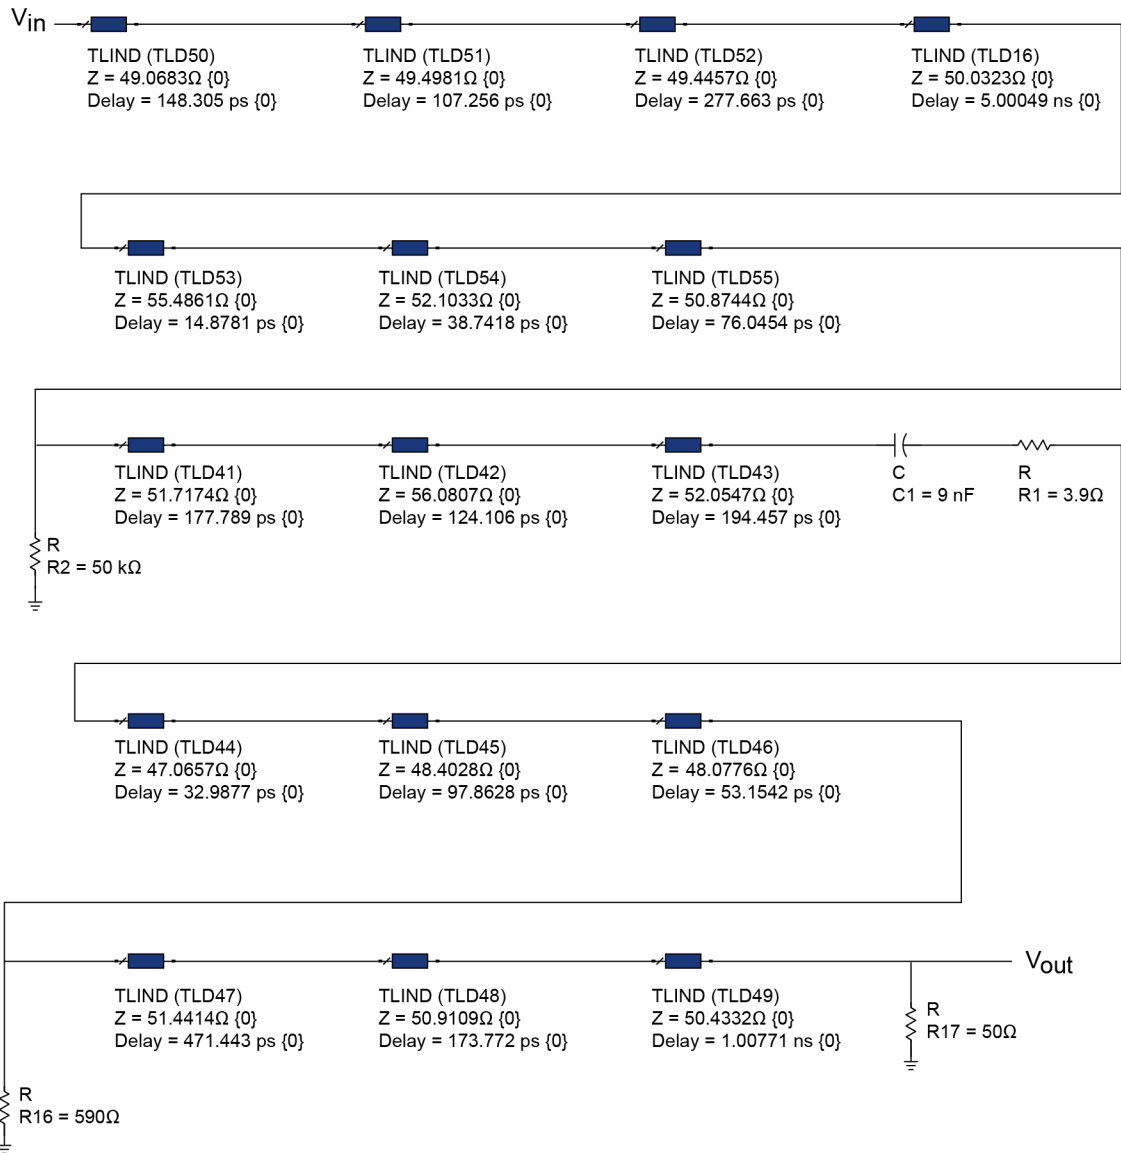 Vin
TLIND (TLD50)
Z = 49.0683Ω {0}
Delay = 148.305 ps {0}
TLIND (TLD51)
Z = 49.4981Ω {0}
Delay = 107.256 ps {0}
TLIND (TLD52)
Z = 49.4457Ω {0}
Delay = 277.663 ps {0}
TLIND (TLD16)
Z = 50.0323Ω {0}
Delay = 5.00049 ns {0}
TLIND (TLD53)
Z = 55.4861Ω {0}
Delay = 14.8781 ps {0}
TLIND (TLD54)
Z = 52.1033Ω {0}
Delay = 38.7418 ps {0}
TLIND (TLD55)
Z = 50.8744Ω {0}
Delay = 76.0454 ps {0}
TLIND (TLD41)
Z = 51.7174Ω {0}
Delay = 177.789 ps {0}
TLIND (TLD42)
Z = 56.0807Ω {0}
Delay = 124.106 ps {0}
TLIND (TLD43)
Z = 52.0547Ω {0}
Delay = 194.457 ps {0}
C
C1 = 9 nF
R
R1 = 3.9Ω
R
R2 = 50 kΩ
TLIND (TLD44)
Z = 47.0657Ω {0}
Delay = 32.9877 ps {0}
TLIND (TLD45)
Z = 48.4028Ω {0}
Delay = 97.8628 ps {0}
TLIND (TLD46)
Z = 48.0776Ω {0}
Delay = 53.1542 ps {0}
TLIND (TLD47)
Z = 51.4414Ω {0}
Delay = 471.443 ps {0}
TLIND (TLD48)
Z = 50.9109Ω {0}
Delay = 173.772 ps {0}
TLIND (TLD49)
Z = 50.4332Ω {0}
Delay = 1.00771 ns {0}
Vout
R
R17 = 50Ω
R
R16 = 590Ω